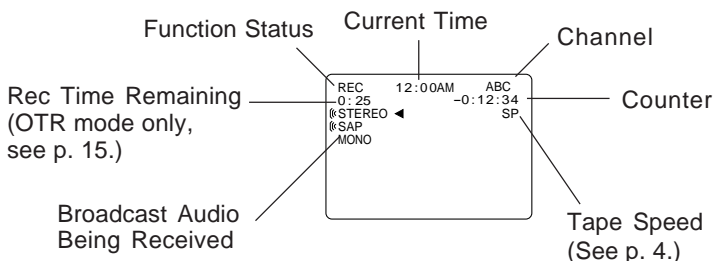 Function Status
Current Time
Channel
REC 12:00AM ABC
Rec Time Remaining
(OTR mode only,
see p. 15.)
0:25 −0:12:34
Counter
STEREO ◀ SP
SAP
MONO
Broadcast Audio
Being Received
Tape Speed
(See p. 4.)